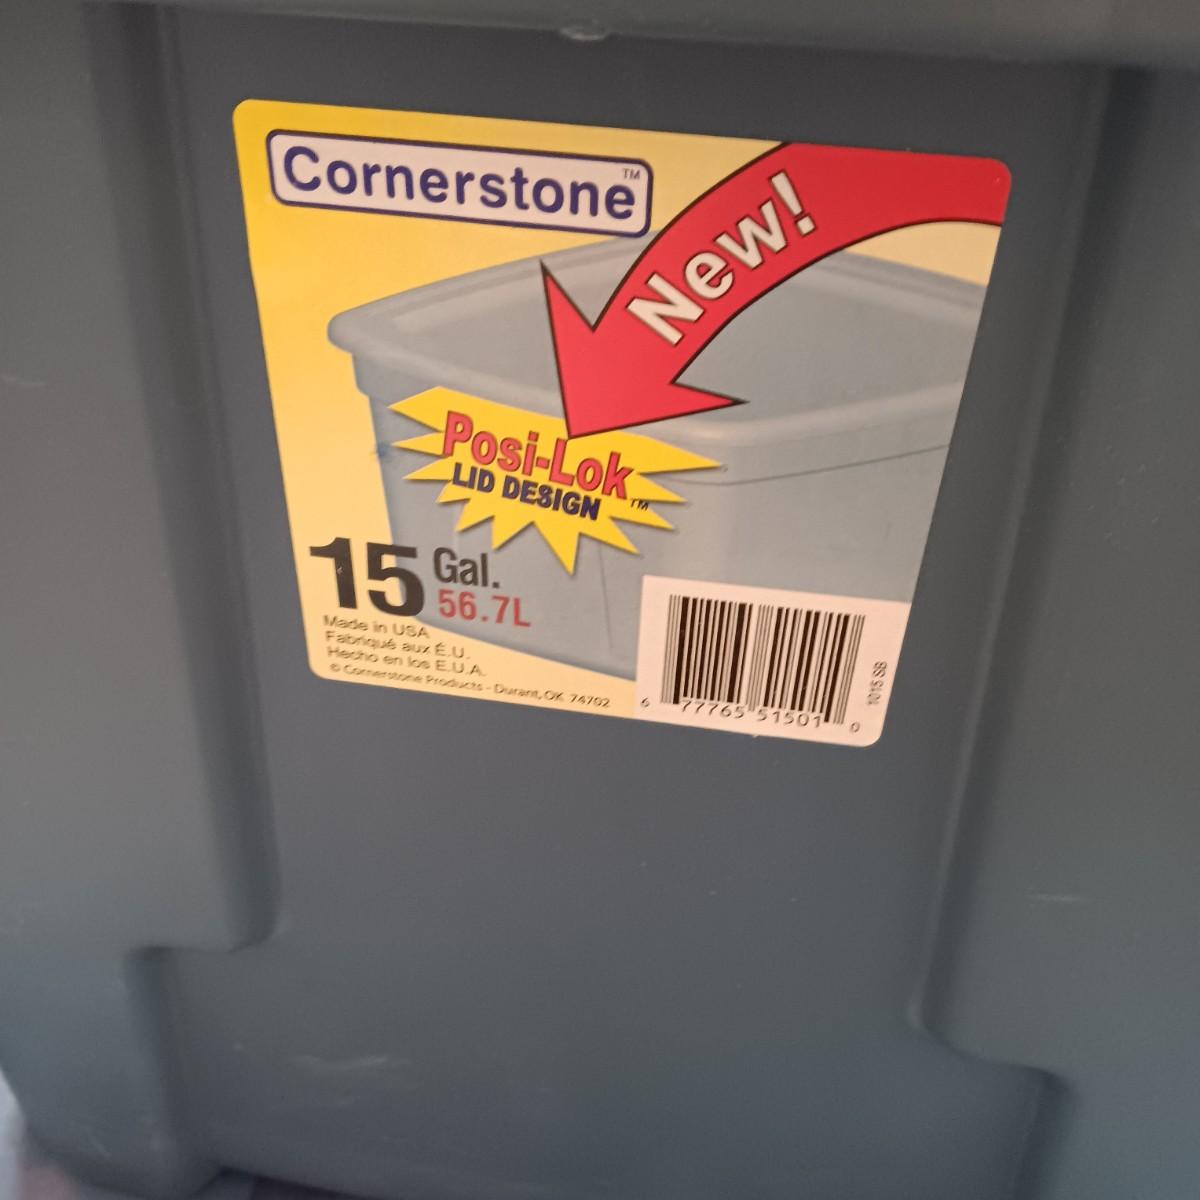 Cornerstone™
New!
Posi-Lok
LID DESIGN™
15 Gal.
56.7L
Made in USA
Fabriqué aux É.U.
Hecho en los E.U.A.
© Cornerstone Products - Durant, OK 74702
6 77765 51501 0
1015 SB